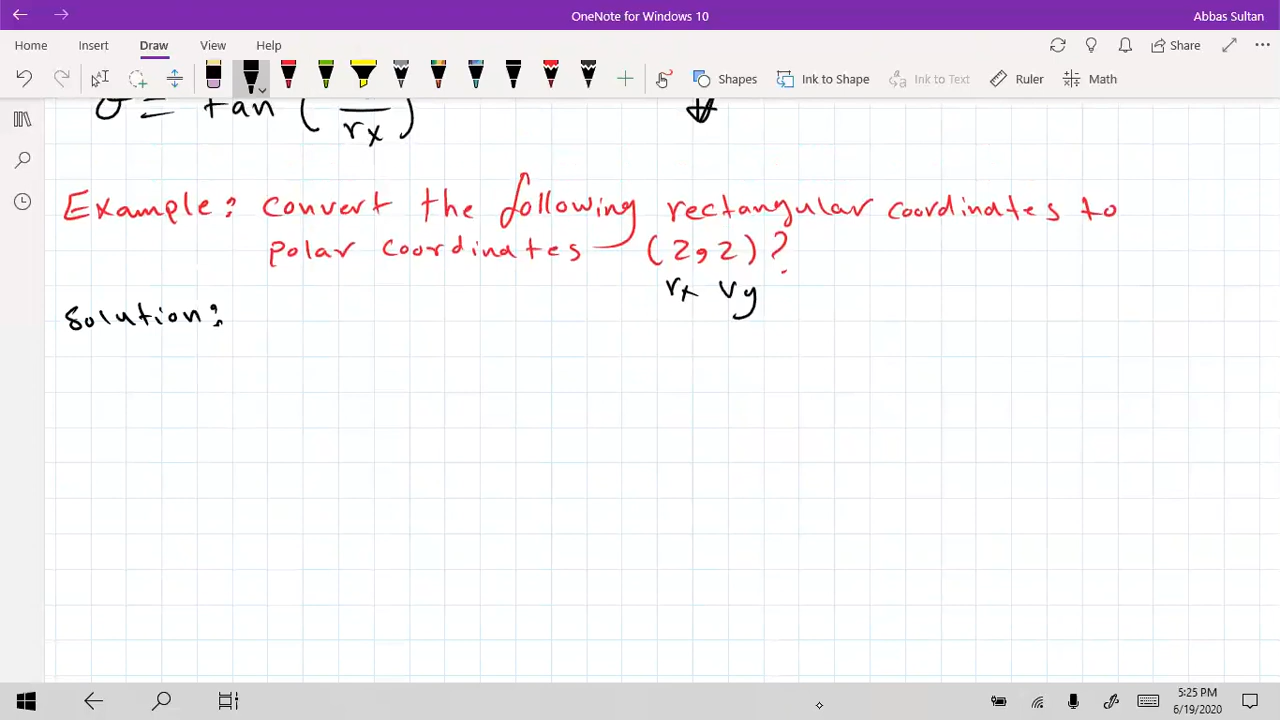 OneNote for Windows 10
Abbas Sultan
Home Insert Draw View Help
Share
Shapes
Ink to Shape
Ink to Text
Ruler
Math
θ = tan ( / rx )
Example: convert the following rectangular coordinates to
polar coordinates (2,2)?
rx ry
Solution:
5:25 PM
6/19/2020